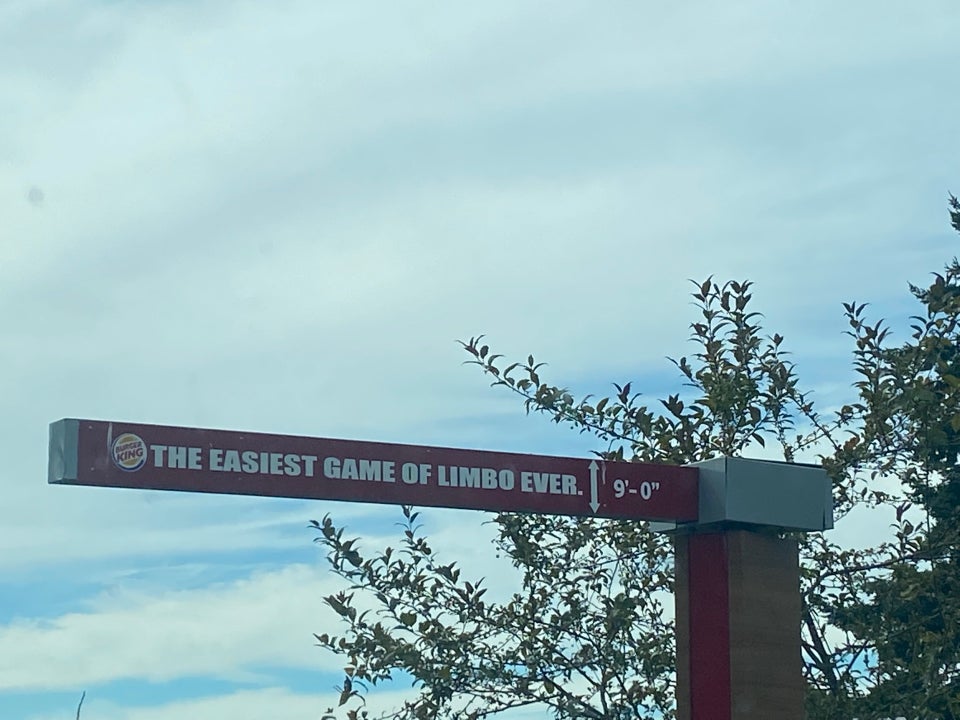 BURGER KING
THE EASIEST GAME OF LIMBO EVER. 9'-0"